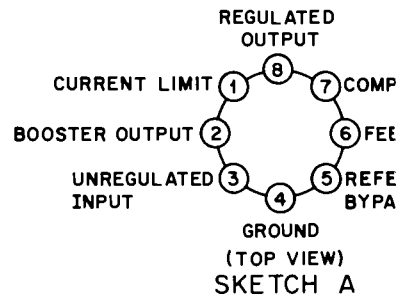 REGULATED
OUTPUT
8
CURRENT LIMIT 1
7 COMP
BOOSTER OUTPUT 2
6 FEE
UNREGULATED 3
INPUT
5 REFE
BYPA
4
GROUND
(TOP VIEW)
SKETCH A